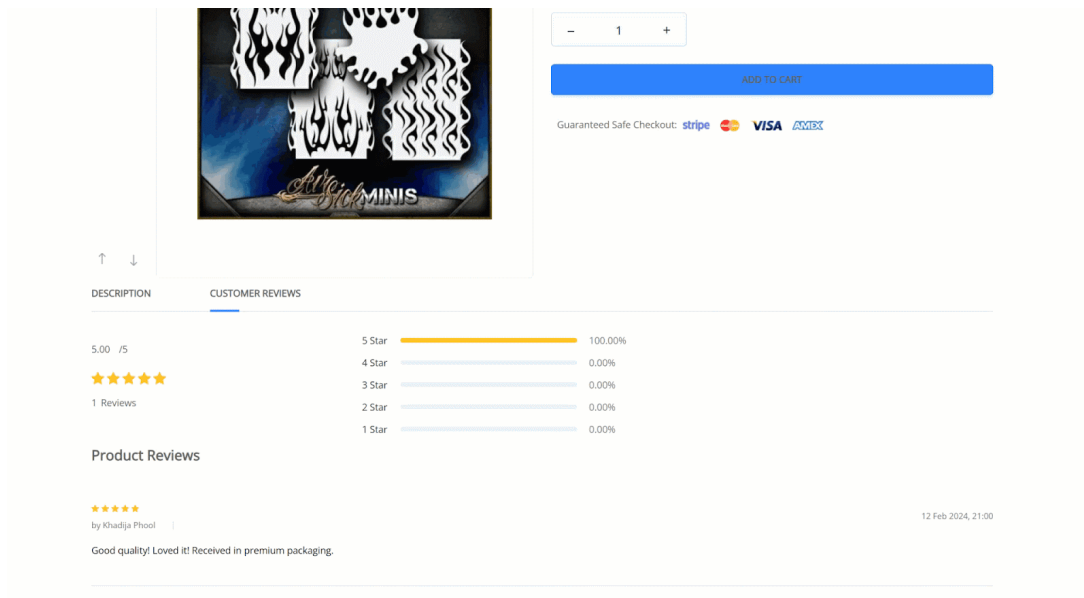 – 1 +
ADD TO CART
Guaranteed Safe Checkout: stripe VISA AMEX
AirSick MINIS
DESCRIPTION CUSTOMER REVIEWS
5.00 /5
1 Reviews
5 Star 100.00%
4 Star 0.00%
3 Star 0.00%
2 Star 0.00%
1 Star 0.00%
Product Reviews
by Khadija Phool
12 Feb 2024, 21:00
Good quality! Loved it! Received in premium packaging.